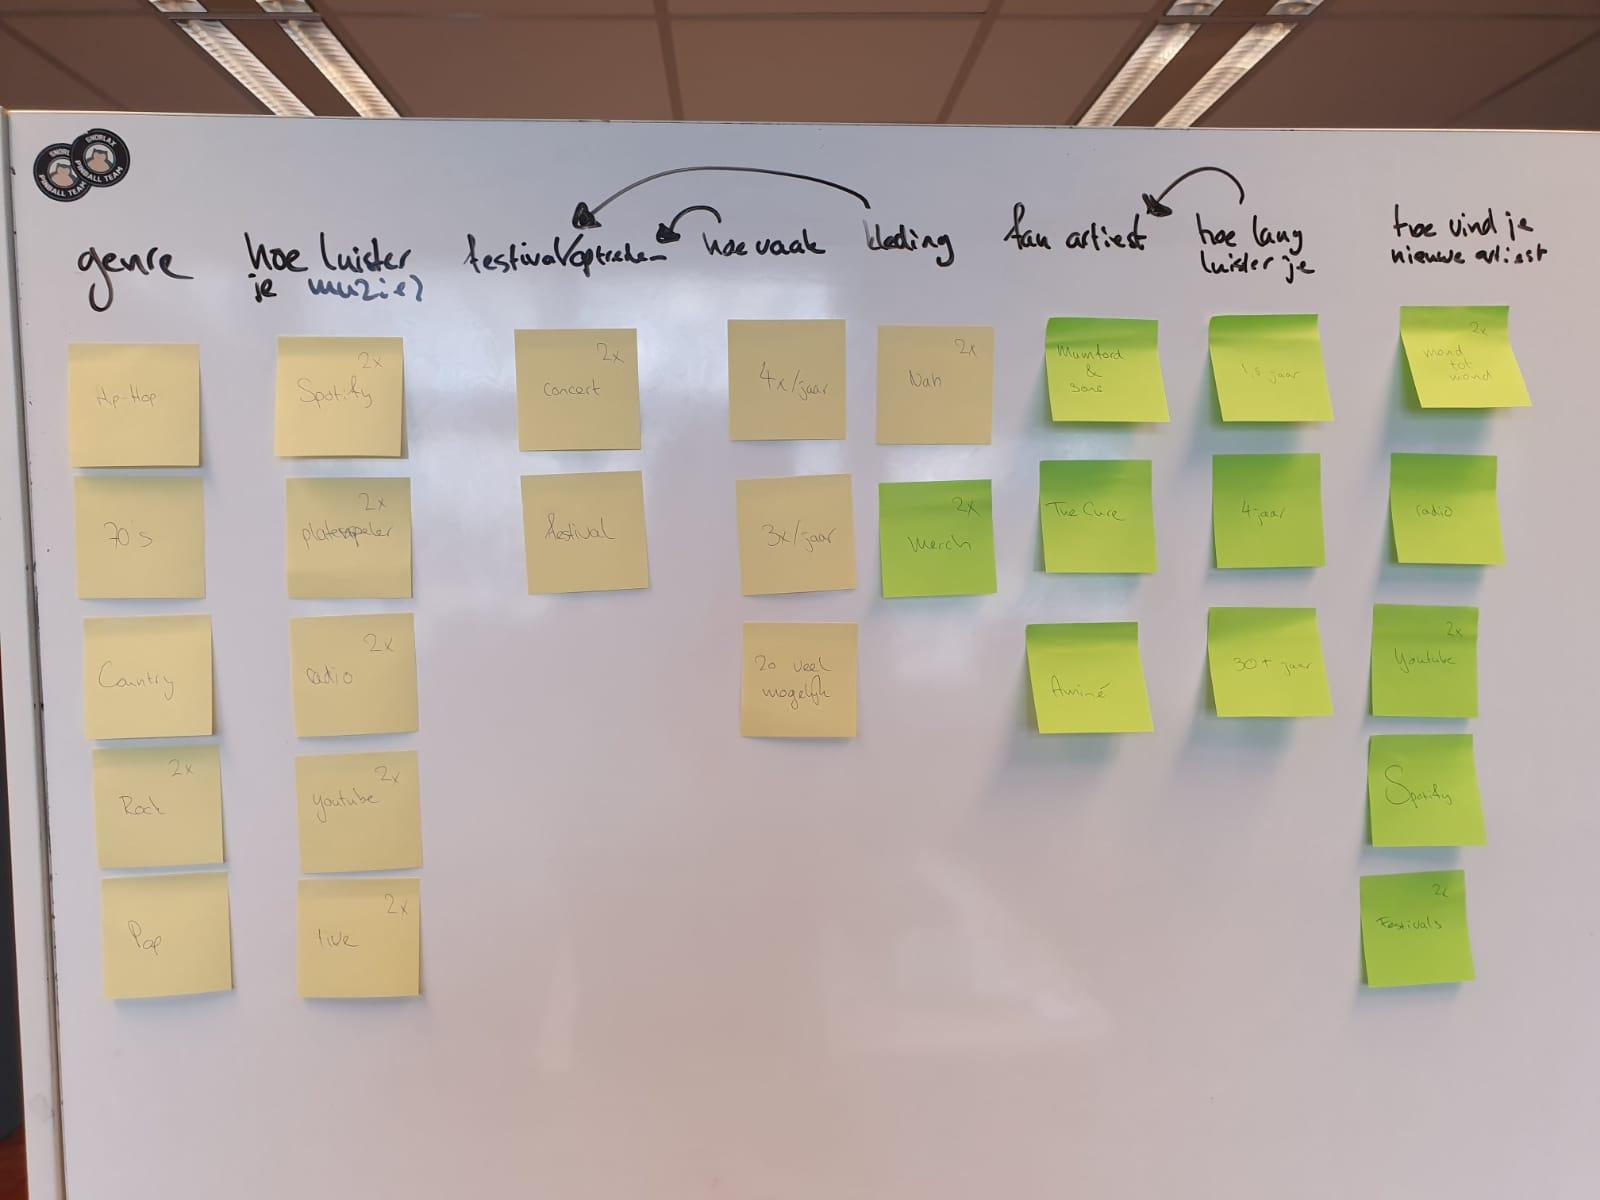 SNORLAX
PINBALL TEAM
SNORLAX
PINBALL TEAM
genre
hoe luister
je muziek?
festival/optreden
hoe vaak
kleding
fan artiest
hoe lang
luister je
hoe vind je
nieuwe artiest
Hip-Hop
70's
Country
2x
Rock
Pop
2x
Spotify
2x
platenspeler
2x
radio
2x
youtube
2x
live
2x
Concert
festival
4x/jaar
3x/jaar
zo veel
mogelijk
2x
Nah
2x
Merch
Mumford
&
sons
The Cure
Aminé
1,5 jaar
4 jaar
30+ jaar
2x
mond
tot
mond
radio
2x
Youtube
Spotify
2x
Festivals